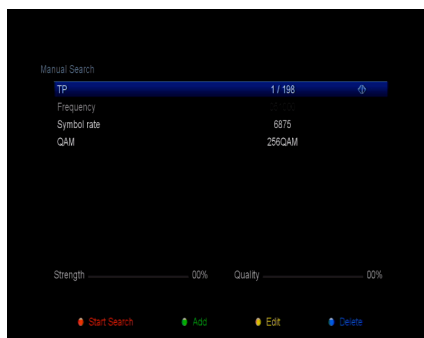 Manual Search
TP 1 / 198
Frequency
Symbol rate 6875
QAM 256QAM
Strength 00% Quality 00%
Start Search Add Edit Delete